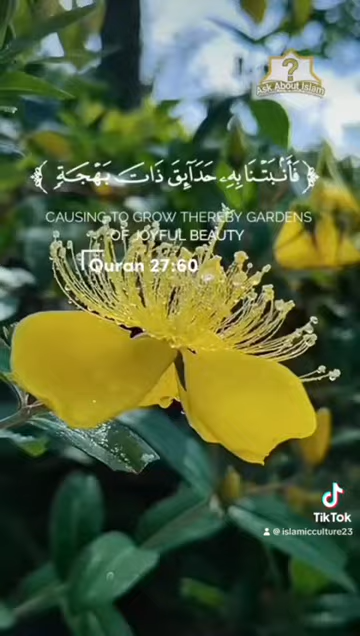 ?
Ask About Islam
﴿ فَأَنۢبَتۡنَا بِهِۦ حَدَآئِقَ ذَاتَ بَهۡجَةٖ ﴾
CAUSING TO GROW THEREBY GARDENS
OF JOYFUL BEAUTY
Quran 27:60
TikTok
@islamicculture23